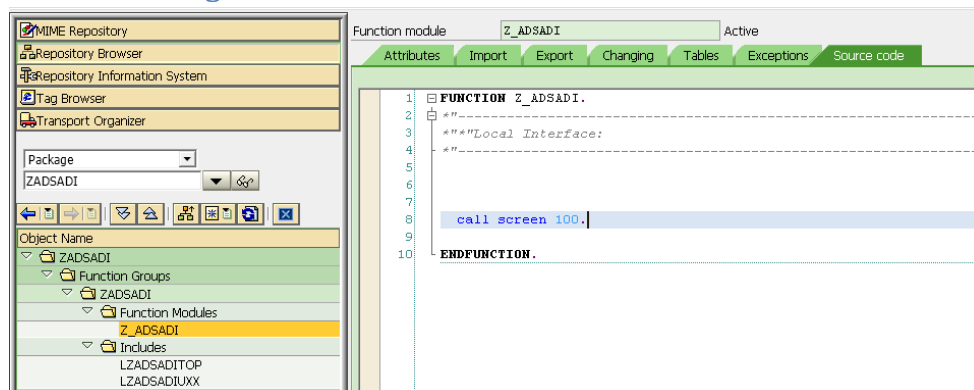 MIME Repository
Repository Browser
Repository Information System
Tag Browser
Transport Organizer
Package
ZADSADI
Object Name
ZADSADI
Function Groups
ZADSADI
Function Modules
Z_ADSADI
Includes
LZADSADITOP
LZADSADIUXX
Function module Z_ADSADI Active
Attributes Import Export Changing Tables Exceptions Source code
1 FUNCTION Z_ADSADI.
2 *"----------------------------------------------------------------------
3 *"*"Local Interface:
4 *"----------------------------------------------------------------------
5
6
7
8 call screen 100.
9
10 ENDFUNCTION.